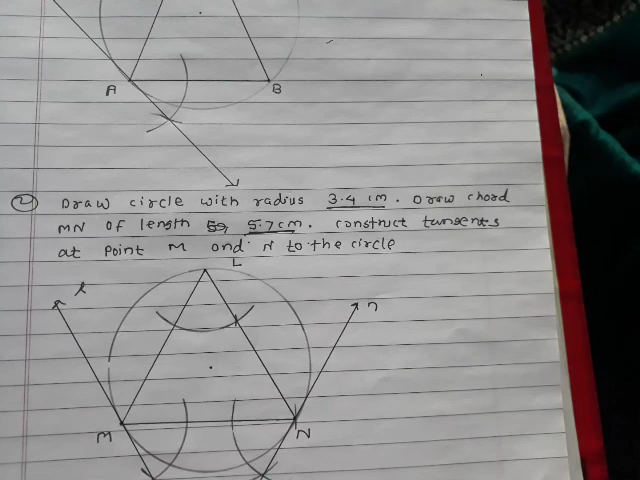 A
B
② Draw circle with radius 3.4 cm. Draw chord
MN of length 5.7 cm. construct tangents
at point M and N to the circle
L
l
n
M
N